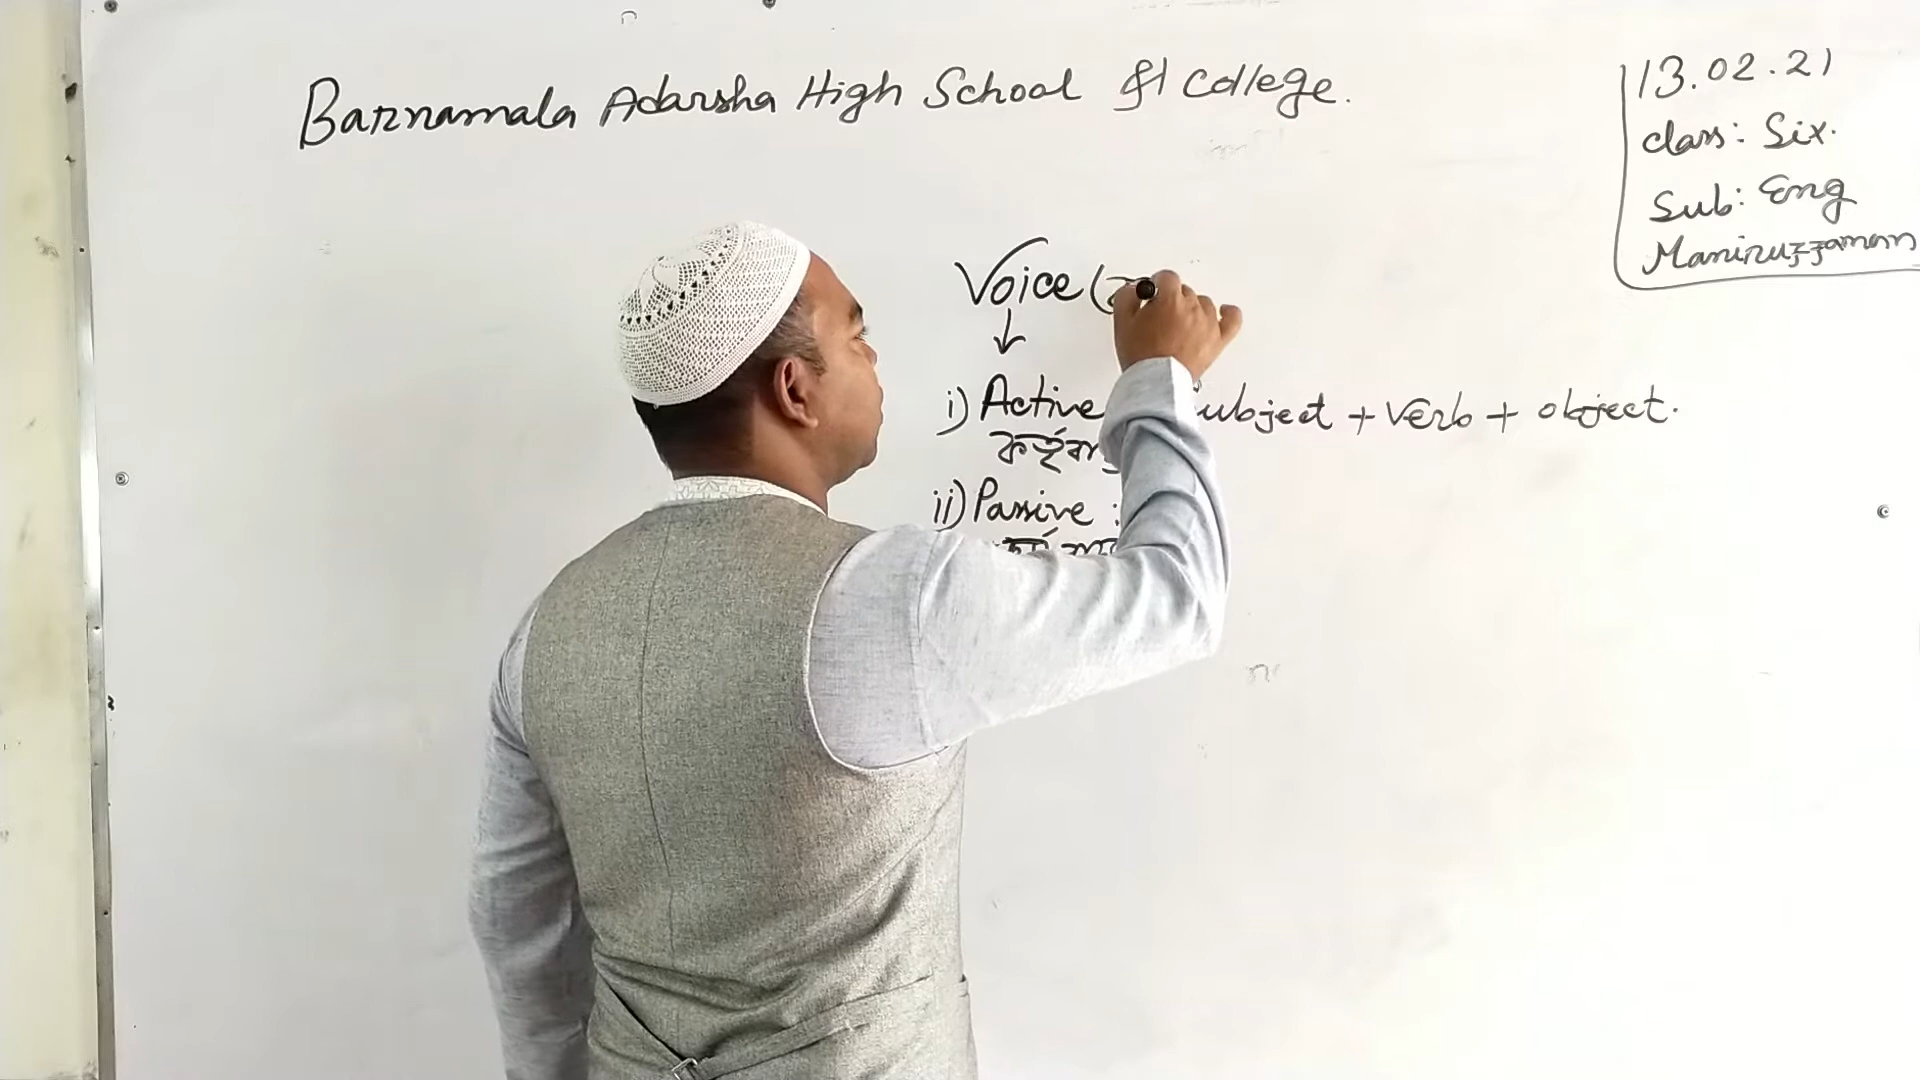 Barnamala Adarsha High School & College.
13.02.21
class: Six.
Sub: Eng
Maniruzzaman
Voice (
i) Active ubject + Verb + object.
ii) Passive :